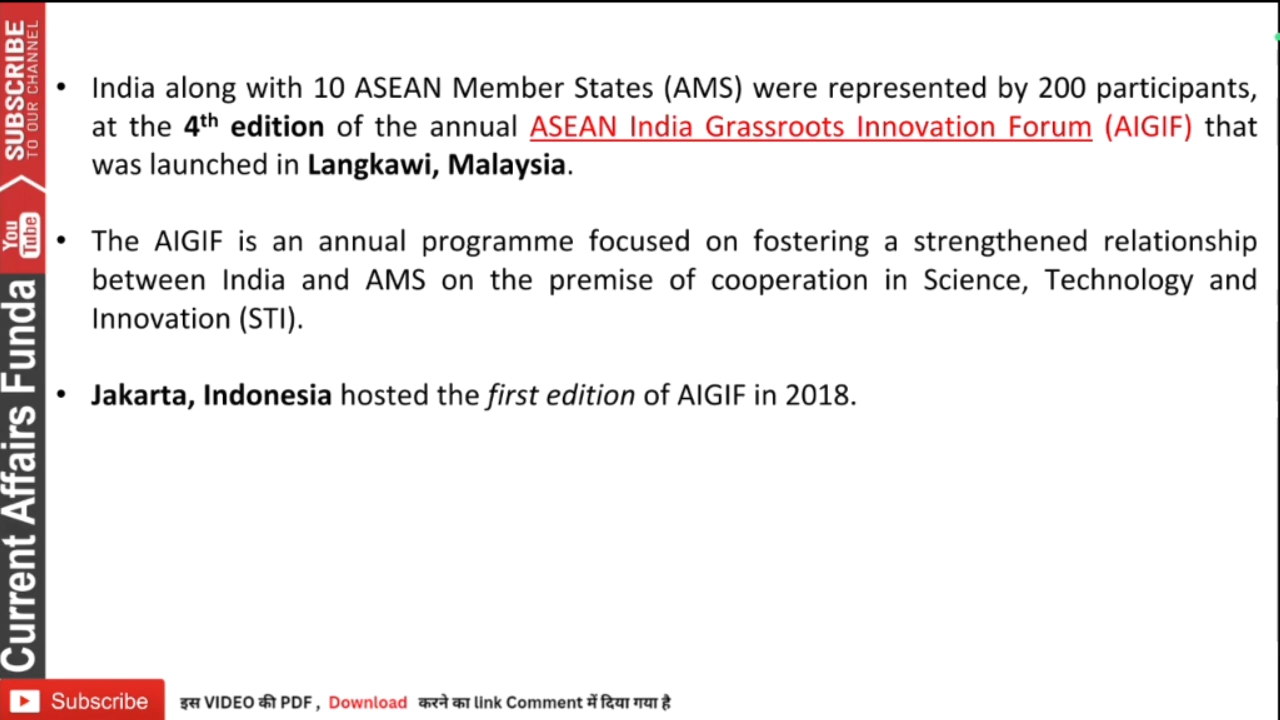 SUBSCRIBE
TO OUR CHANNEL
You
Tube
Current Affairs Funda
• India along with 10 ASEAN Member States (AMS) were represented by 200 participants,
at the 4th edition of the annual ASEAN India Grassroots Innovation Forum (AIGIF) that
was launched in Langkawi, Malaysia.
• The AIGIF is an annual programme focused on fostering a strengthened relationship
between India and AMS on the premise of cooperation in Science, Technology and
Innovation (STI).
• Jakarta, Indonesia hosted the first edition of AIGIF in 2018.
Subscribe
इस VIDEO की PDF , Download करने का link Comment में दिया गया है